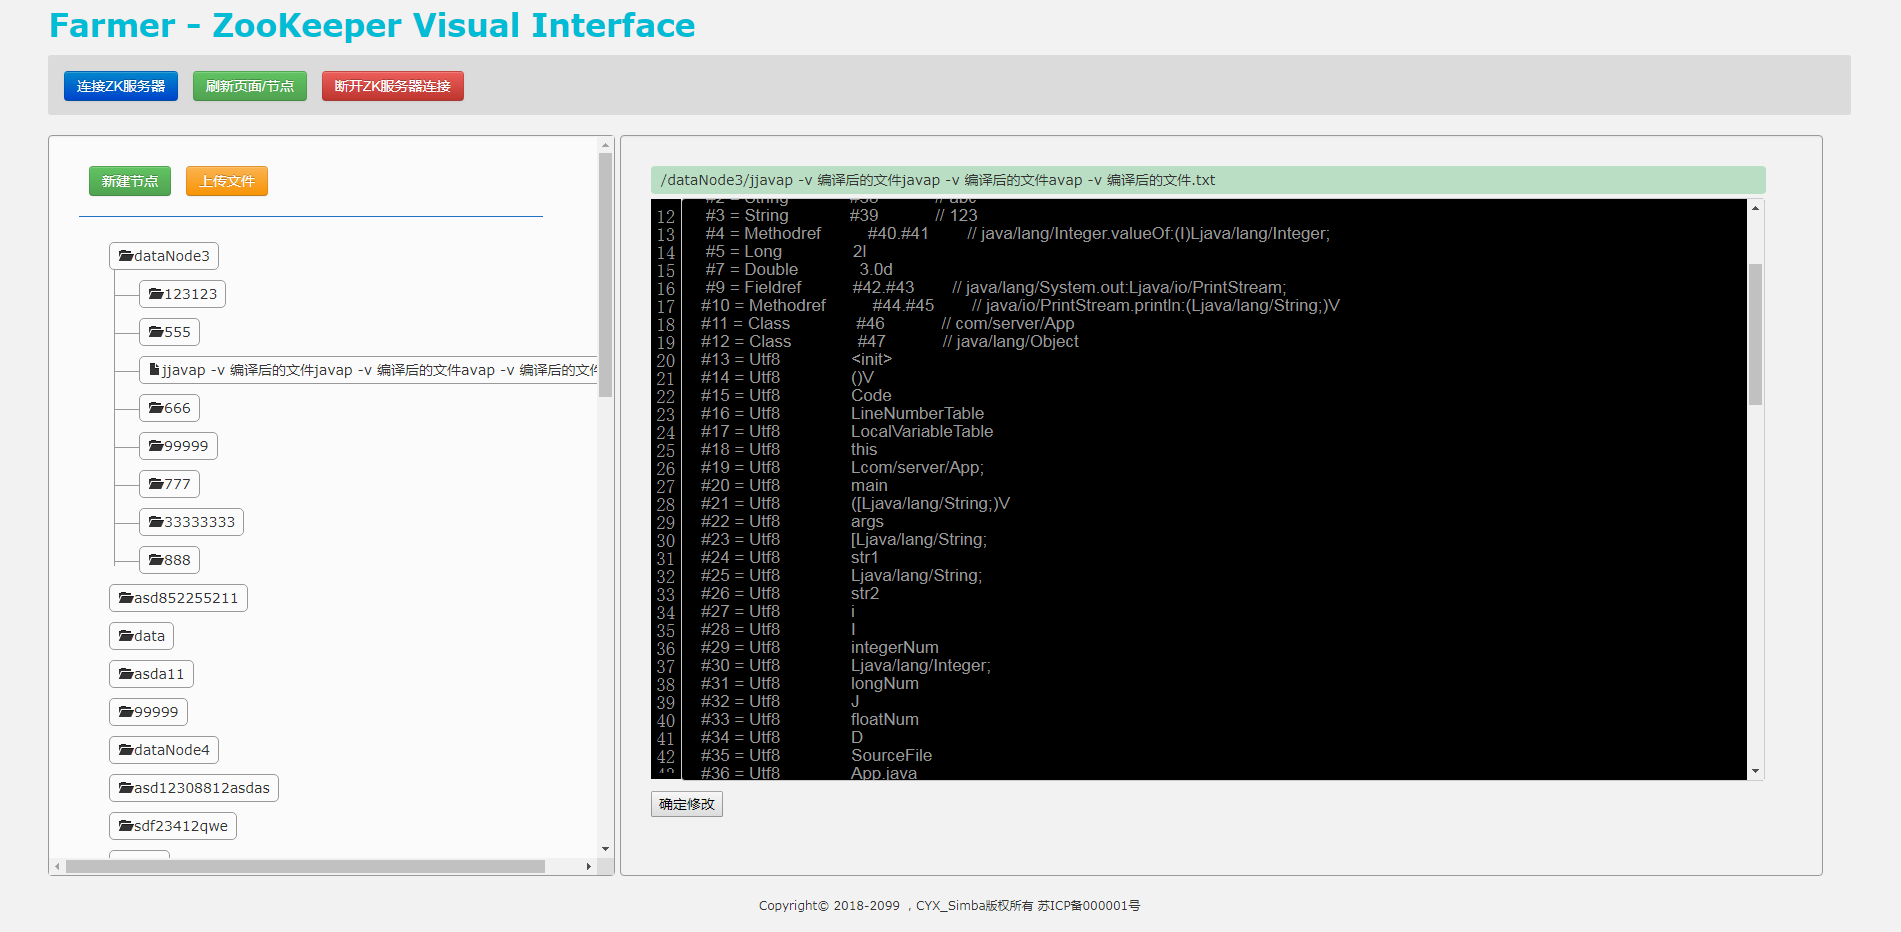 Farmer - ZooKeeper Visual Interface
连接ZK服务器 刷新页面/节点 断开ZK服务器连接
新建节点 上传文件
dataNode3
123123
555
jjavap -v 编译后的文件javap -v 编译后的文件avap -v 编译后的文件
666
99999
777
33333333
888
asd852255211
data
asda11
99999
dataNode4
asd12308812asdas
sdf23412qwe
/dataNode3/jjavap -v 编译后的文件javap -v 编译后的文件avap -v 编译后的文件.txt
#2 = String #38 // abc
12 #3 = String #39 // 123
13 #4 = Methodref #40.#41 // java/lang/Integer.valueOf:(I)Ljava/lang/Integer;
14 #5 = Long 2l
15 #7 = Double 3.0d
16 #9 = Fieldref #42.#43 // java/lang/System.out:Ljava/io/PrintStream;
17 #10 = Methodref #44.#45 // java/io/PrintStream.println:(Ljava/lang/String;)V
18 #11 = Class #46 // com/server/App
19 #12 = Class #47 // java/lang/Object
20 #13 = Utf8 <init>
21 #14 = Utf8 ()V
22 #15 = Utf8 Code
23 #16 = Utf8 LineNumberTable
24 #17 = Utf8 LocalVariableTable
25 #18 = Utf8 this
26 #19 = Utf8 Lcom/server/App;
27 #20 = Utf8 main
28 #21 = Utf8 ([Ljava/lang/String;)V
29 #22 = Utf8 args
30 #23 = Utf8 [Ljava/lang/String;
31 #24 = Utf8 str1
32 #25 = Utf8 Ljava/lang/String;
33 #26 = Utf8 str2
34 #27 = Utf8 i
35 #28 = Utf8 I
36 #29 = Utf8 integerNum
37 #30 = Utf8 Ljava/lang/Integer;
38 #31 = Utf8 longNum
39 #32 = Utf8 J
40 #33 = Utf8 floatNum
41 #34 = Utf8 D
42 #35 = Utf8 SourceFile
43 #36 = Utf8 App.java
确定修改
Copyright© 2018-2099 ，CYX_Simba版权所有 苏ICP备000001号